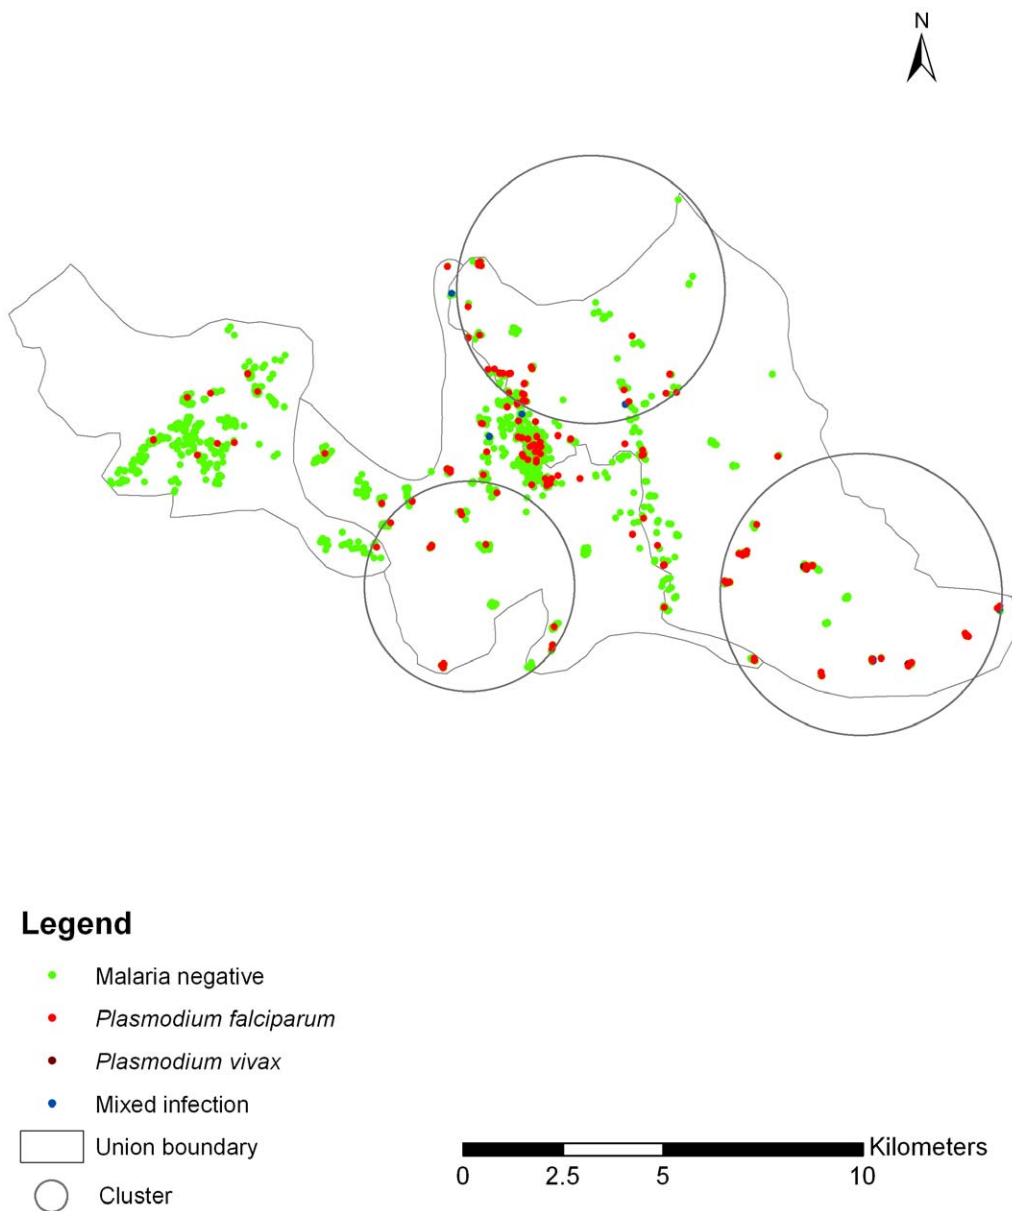 N
Legend
Malaria negative
Plasmodium falciparum
Plasmodium vivax
Mixed infection
Union boundary
Cluster
Kilometers
0 2.5 5 10